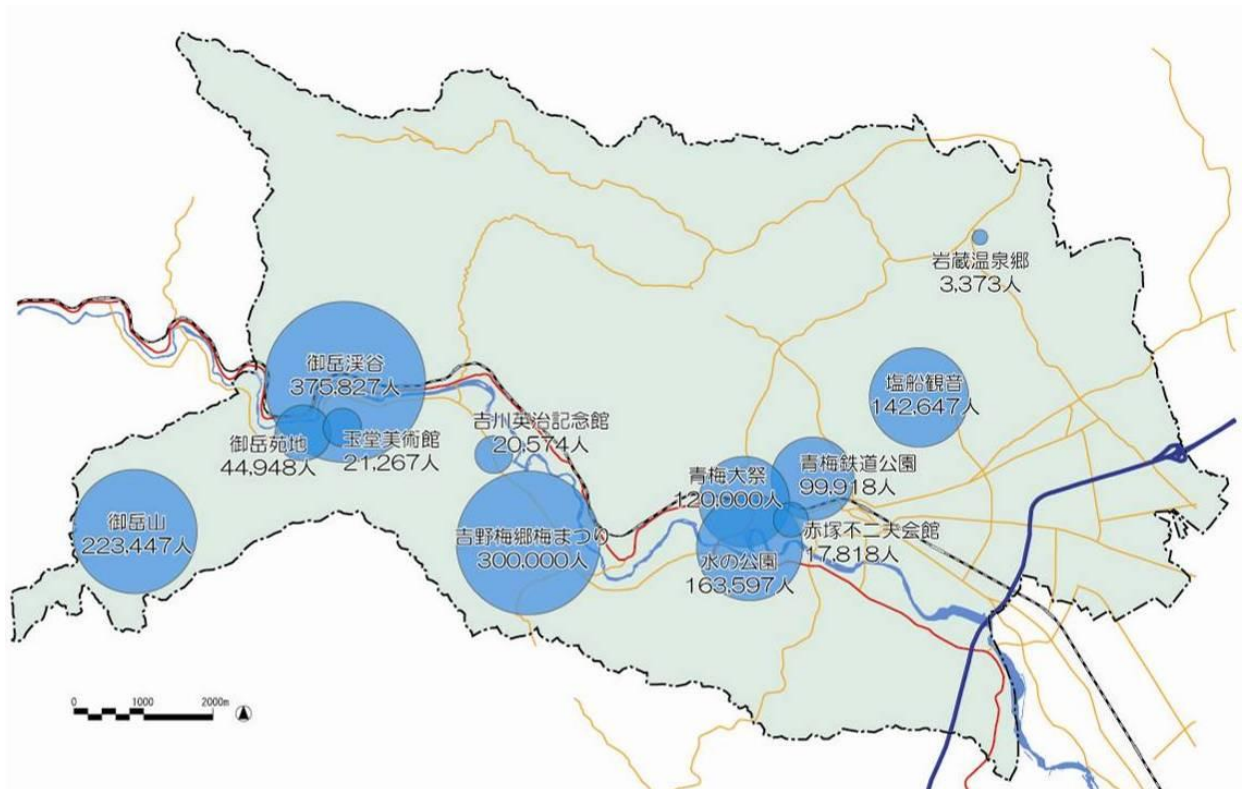 岩蔵温泉郷
3,373人
御岳渓谷
375,827人
塩船観音
142,647人
吉川英治記念館
20,574人
御岳苑地
44,948人
玉堂美術館
21,267人
青梅鉄道公園
99,918人
青梅大祭
120,000人
御岳山
223,447人
吉野梅郷梅まつり
300,000人
赤塚不二夫会館
17,818人
水の公園
163,597人
0 1000 2000m